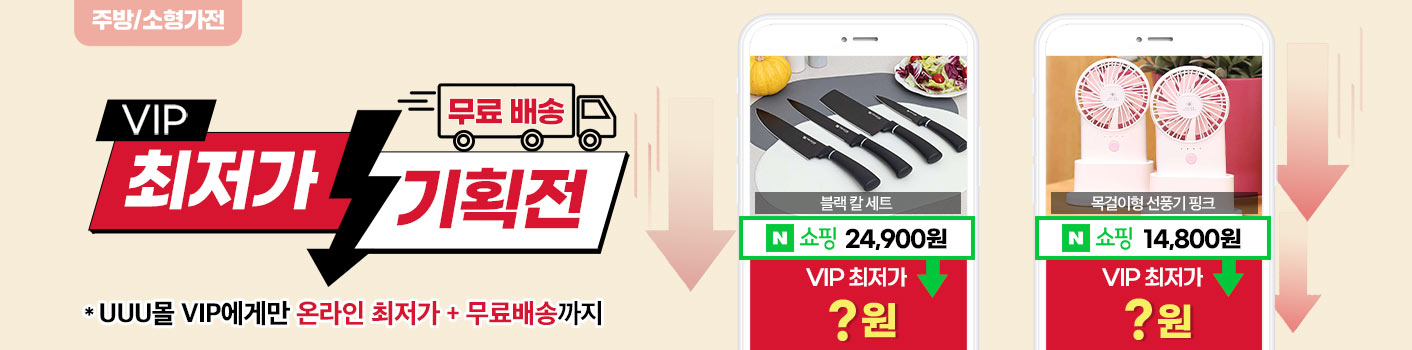 주방/소형가전
VIP
무료 배송
최저가
기획전
* UUU몰 VIP에게만 온라인 최저가 + 무료배송까지
블랙 칼 세트
N 쇼핑 24,900원
VIP 최저가
?원
목걸이형 선풍기 핑크
N 쇼핑 14,800원
VIP 최저가
?원